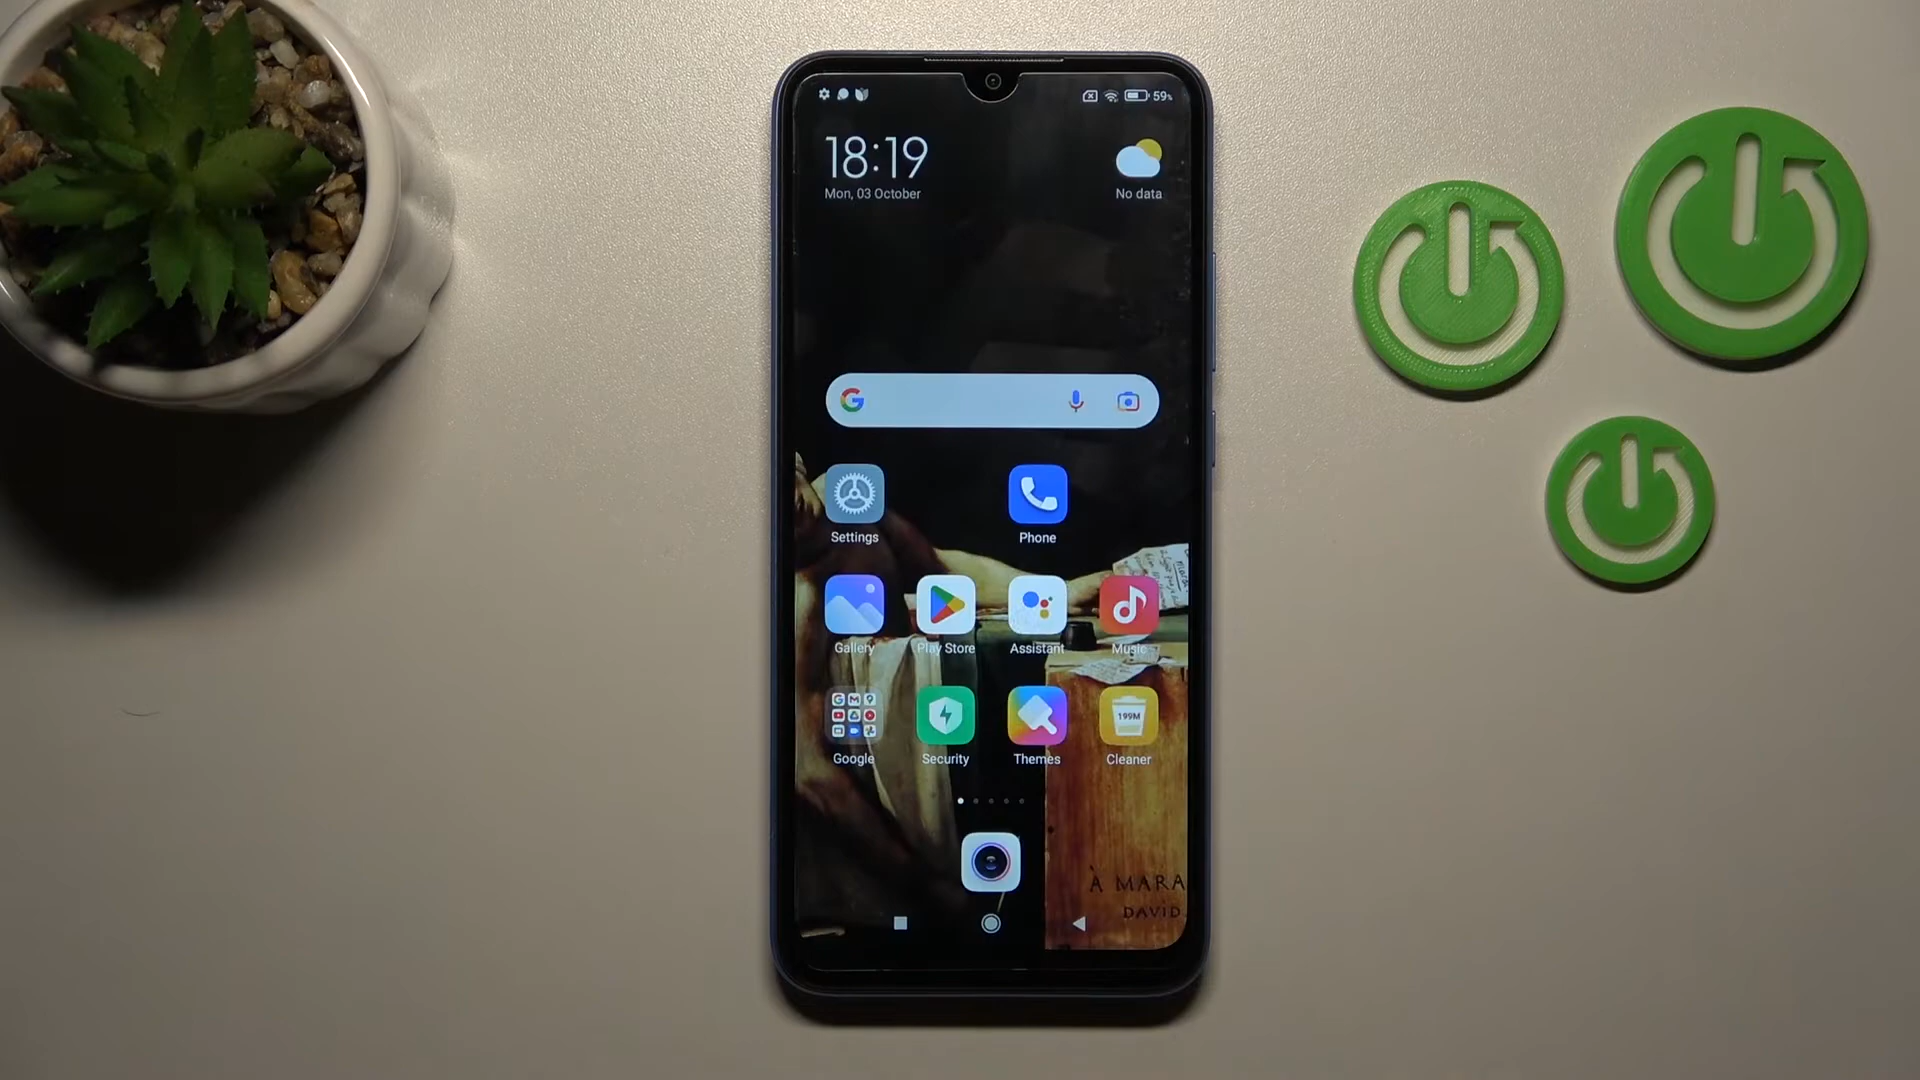 59%
18:19
Mon, 03 October
No data
Settings
Phone
Gallery
Play Store
Assistant
Music
199M
Google
Security
Themes
Cleaner
À MARA
DAVID.